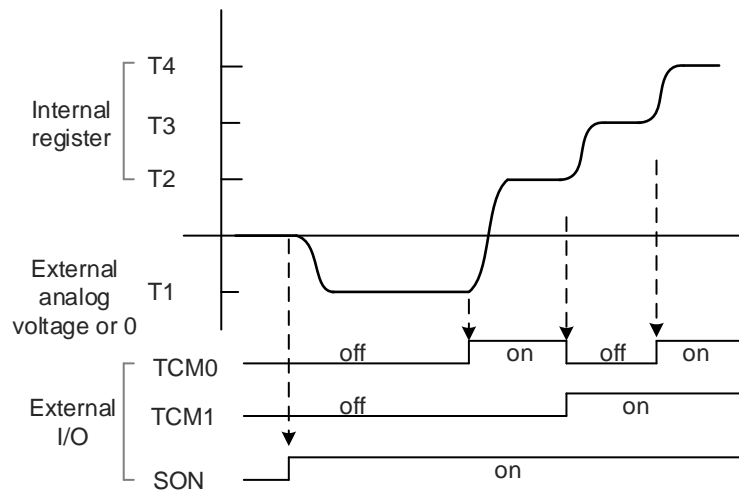 T4
Internal
register
T3
T2
External
analog
voltage or 0
T1
off
on
off
on
TCM0
External
I/O
off
on
TCM1
on
SON